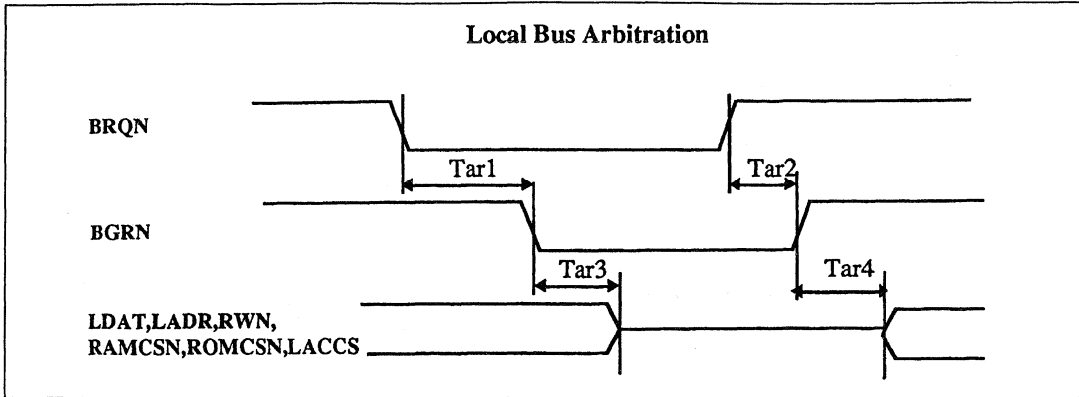 Local Bus Arbitration
BRQN
Tar1
Tar2
BGRN
Tar3
Tar4
LDAT,LADR,RWN,
RAMCSN,ROMCSN,LACCS